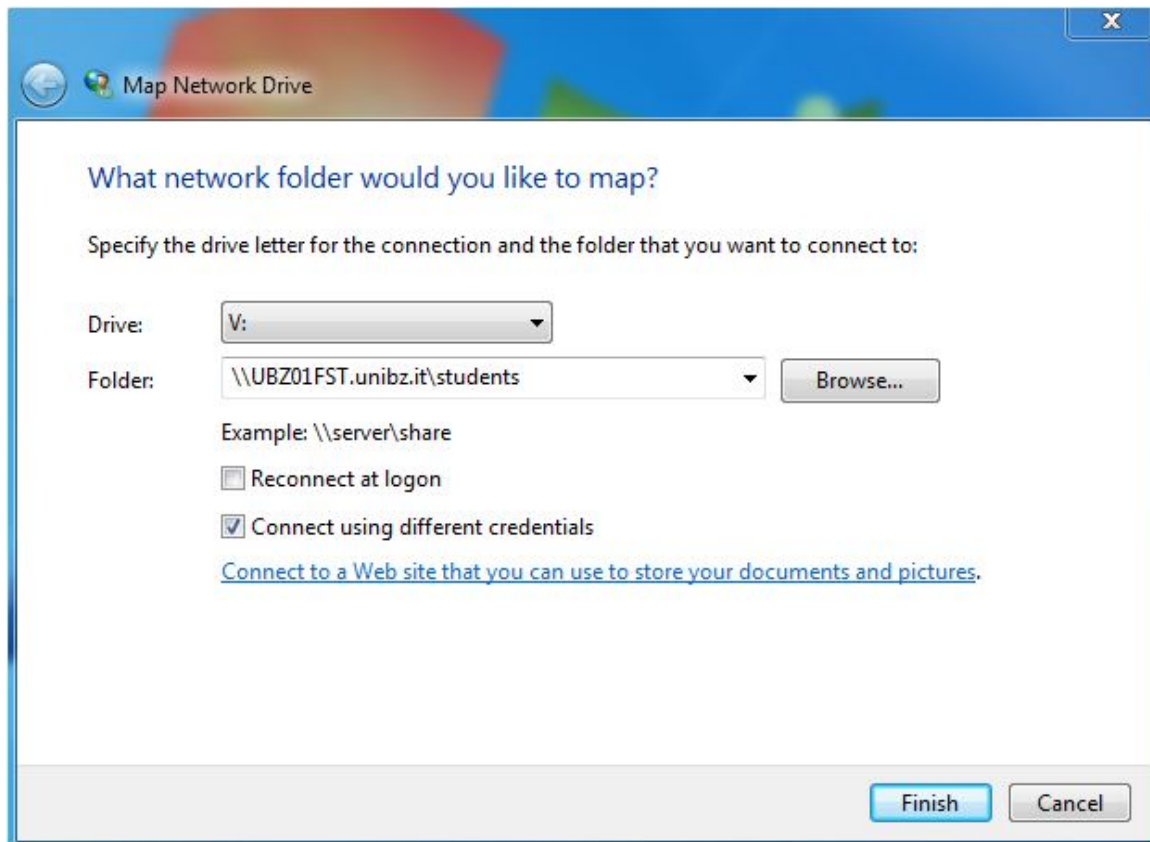 X
Map Network Drive
What network folder would you like to map?
Specify the drive letter for the connection and the folder that you want to connect to:
Drive: V:
Folder: \\UBZ01FST.unibz.it\students Browse...
Example: \\server\share
Reconnect at logon
Connect using different credentials
Connect to a Web site that you can use to store your documents and pictures.
Finish Cancel